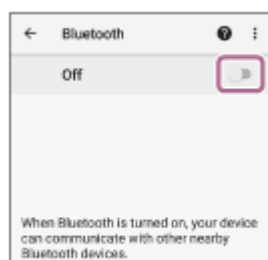 Bluetooth
Off
When Bluetooth is turned on, your device
can communicate with other nearby
Bluetooth devices.